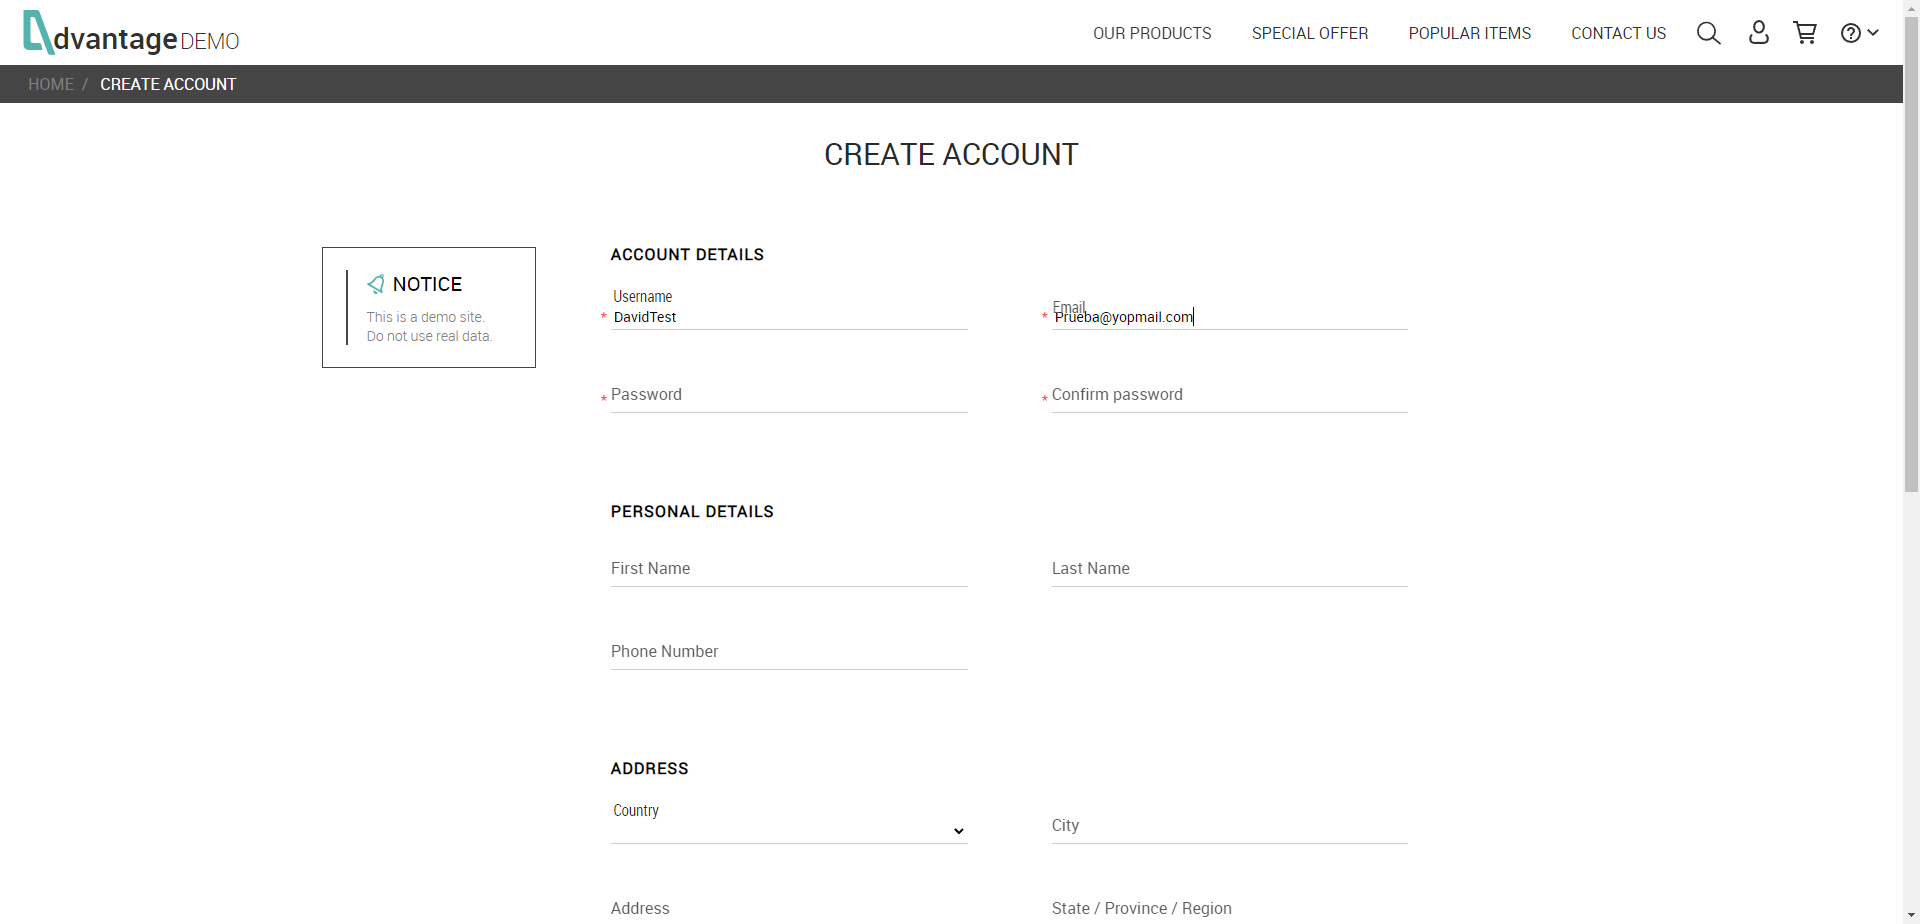 dvantage DEMO
OUR PRODUCTS SPECIAL OFFER POPULAR ITEMS CONTACT US
HOME / CREATE ACCOUNT
CREATE ACCOUNT
NOTICE
This is a demo site.
Do not use real data.
ACCOUNT DETAILS
Username
* DavidTest
Email
* Prueba@yopmail.com
* Password
* Confirm password
PERSONAL DETAILS
First Name
Last Name
Phone Number
ADDRESS
Country
City
Address
State / Province / Region